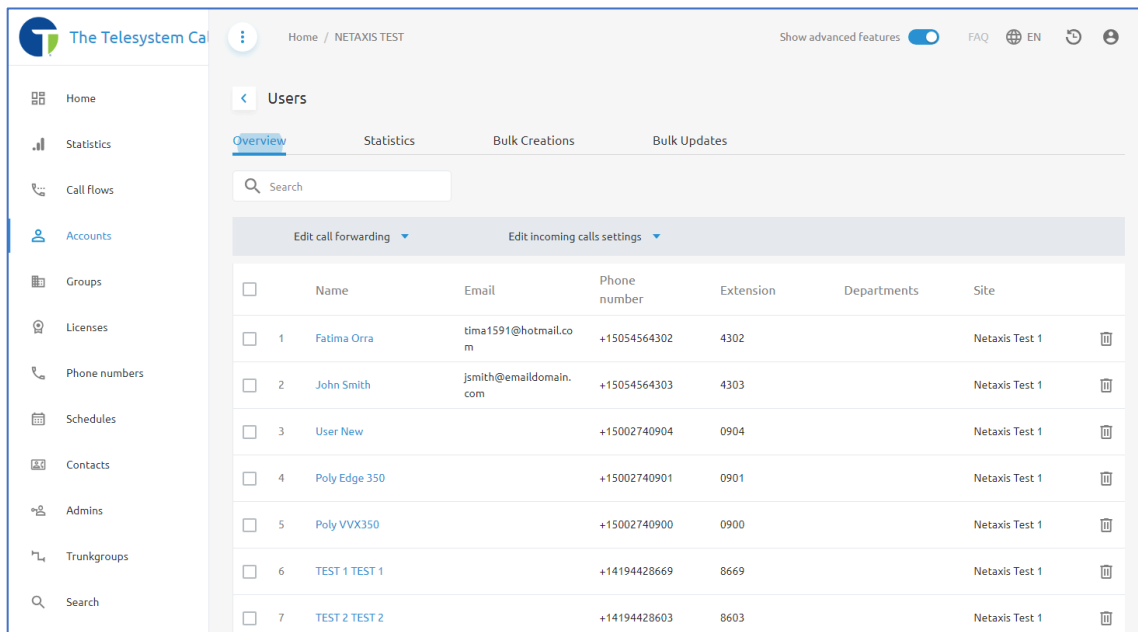 The Telesystem Cal
Home / NETAXIS TEST
Show advanced features
FAQ
EN
Home
Statistics
Call flows
Accounts
Groups
Licenses
Phone numbers
Schedules
Contacts
Admins
Trunkgroups
Search
Users
Overview Statistics Bulk Creations Bulk Updates
Search
Edit call forwarding Edit incoming calls settings
Name Email Phone number Extension Departments Site
1 Fatima Orra tima1591@hotmail.com +15054564302 4302 Netaxis Test 1
2 John Smith jsmith@emaildomain.com +15054564303 4303 Netaxis Test 1
3 User New +15002740904 0904 Netaxis Test 1
4 Poly Edge 350 +15002740901 0901 Netaxis Test 1
5 Poly VVX350 +15002740900 0900 Netaxis Test 1
6 TEST 1 TEST 1 +14194428669 8669 Netaxis Test 1
7 TEST 2 TEST 2 +14194428603 8603 Netaxis Test 1